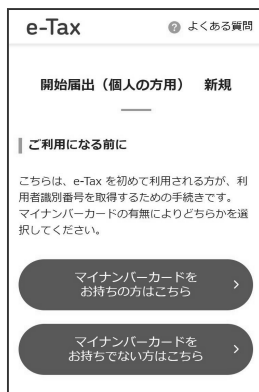 e-Tax
? よくある質問
開始届出（個人の方用）　新規
ご利用になる前に
こちらは、e-Tax を初めて利用される方が、利
用者識別番号を取得するための手続きです。
マイナンバーカードの有無によりどちらかを選
択してください。
マイナンバーカードを
お持ちの方はこちら
マイナンバーカードを
お持ちでない方はこちら